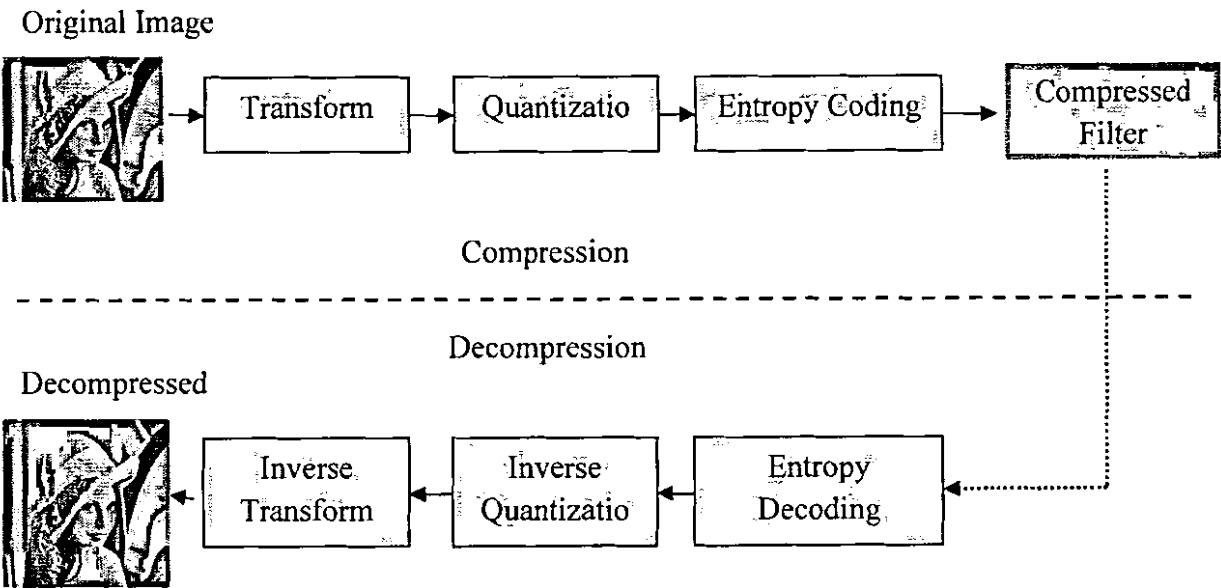 Original Image
Transform
Quantizatio
Entropy Coding
Compressed
Filter
Compression
Decompression
Decompressed
Inverse
Transform
Inverse
Quantizatio
Entropy
Decoding